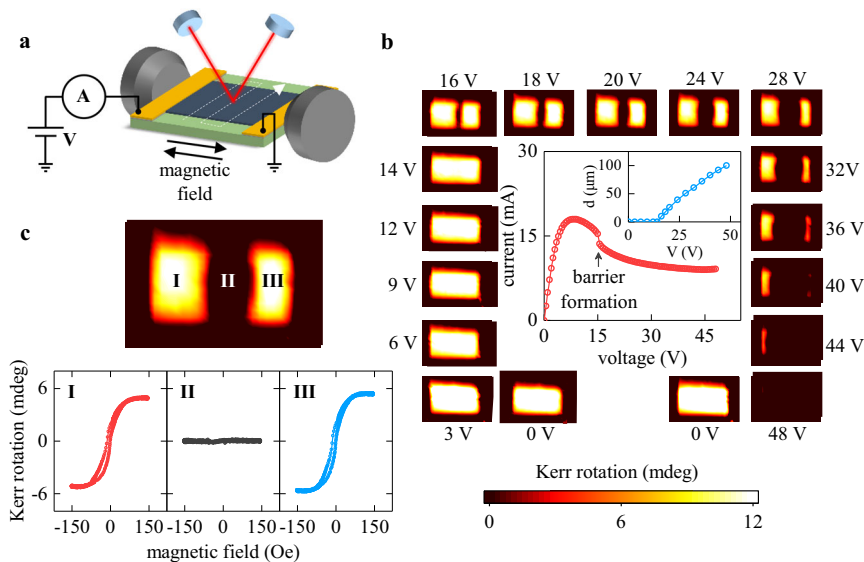 a
A
V
magnetic
field
b
16 V
18 V
20 V
24 V
28 V
14 V
12 V
9 V
6 V
3 V
0 V
0 V
48 V
44 V
40 V
36 V
32V
30
15
0
current (mA)
0
15
30
45
voltage (V)
barrier
formation
100
50
0
d (μm)
0
25
50
V (V)
Kerr rotation (mdeg)
0
6
12
c
I
II
III
I
II
III
6
0
-6
Kerr rotation (mdeg)
-150
0
150
-150
0
150
-150
0
150
magnetic field (Oe)